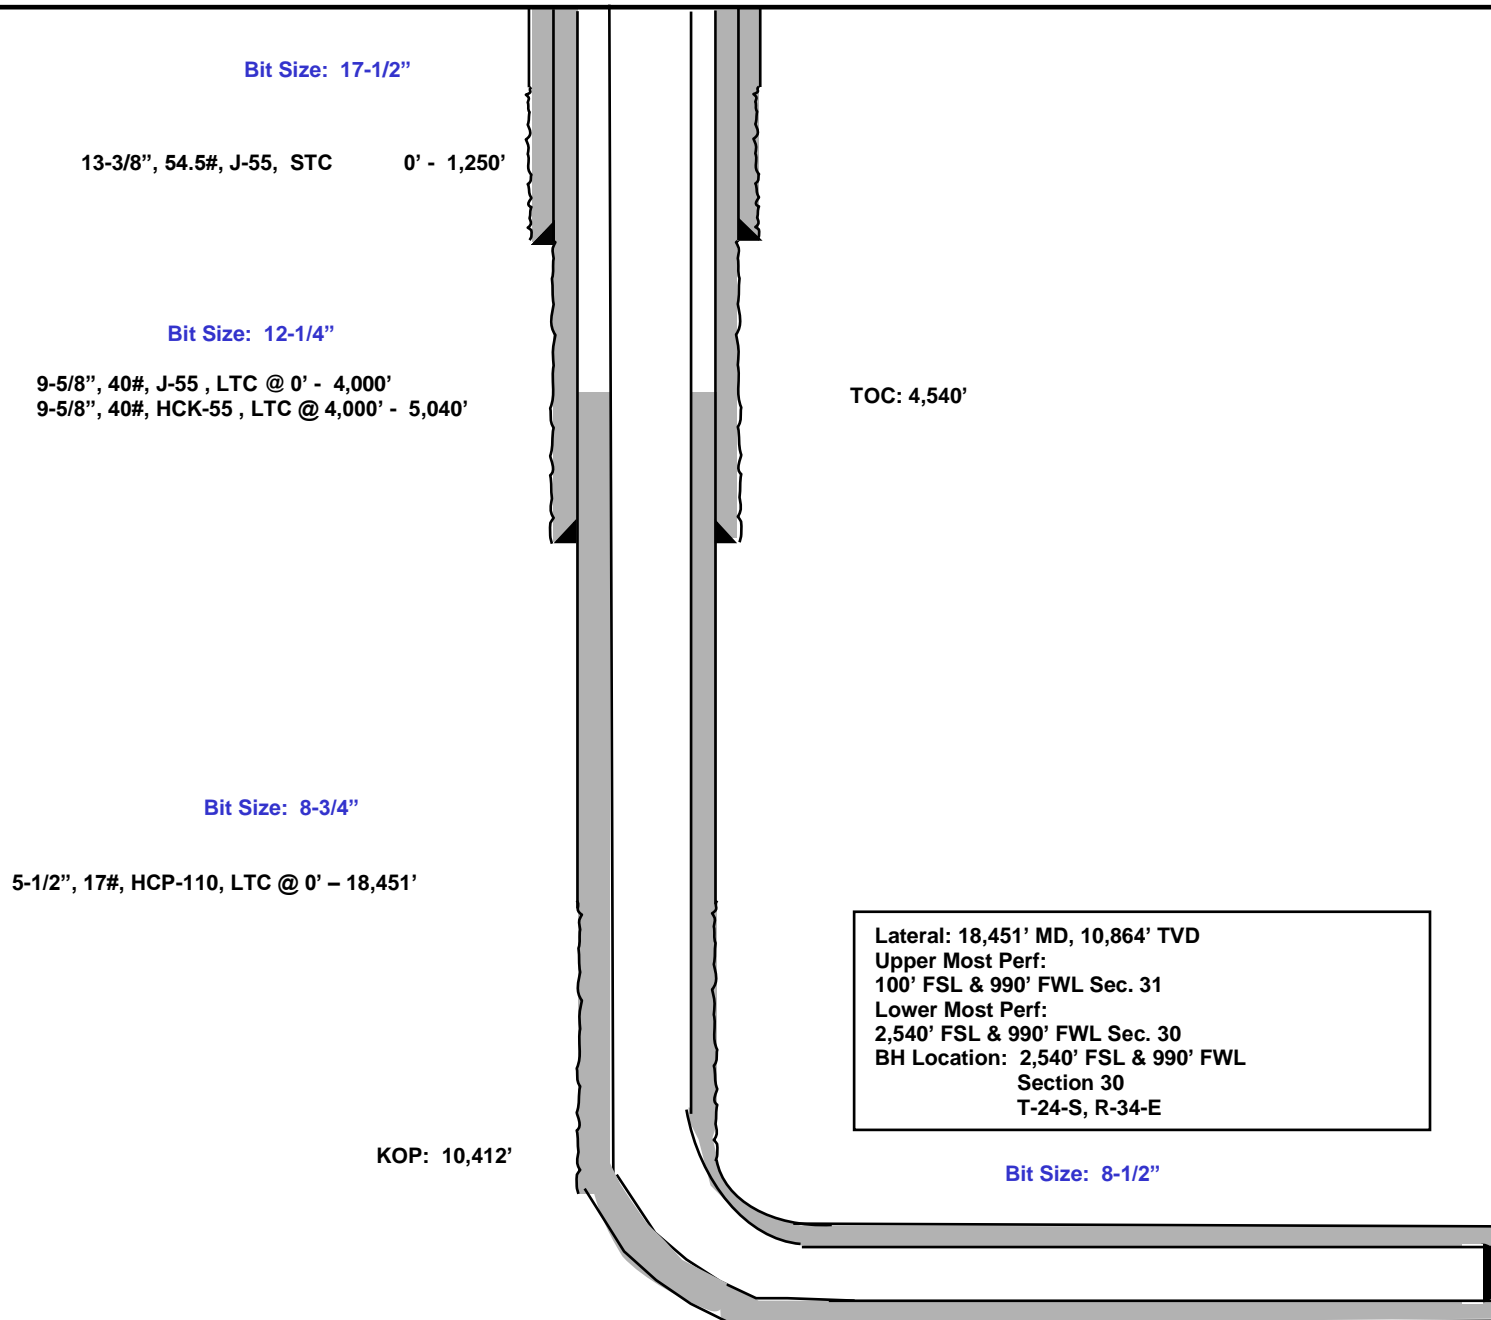 Bit Size: 17-1/2”
13-3/8”, 54.5#, J-55, STC 0’ - 1,250’
Bit Size: 12-1/4”
9-5/8”, 40#, J-55 , LTC @ 0’ - 4,000’
9-5/8”, 40#, HCK-55 , LTC @ 4,000’ - 5,040’
TOC: 4,540’
Bit Size: 8-3/4”
5-1/2”, 17#, HCP-110, LTC @ 0’ – 18,451’
Lateral: 18,451’ MD, 10,864’ TVD
Upper Most Perf:
100’ FSL & 990’ FWL Sec. 31
Lower Most Perf:
2,540’ FSL & 990’ FWL Sec. 30
BH Location: 2,540’ FSL & 990’ FWL
Section 30
T-24-S, R-34-E
KOP: 10,412’
Bit Size: 8-1/2”